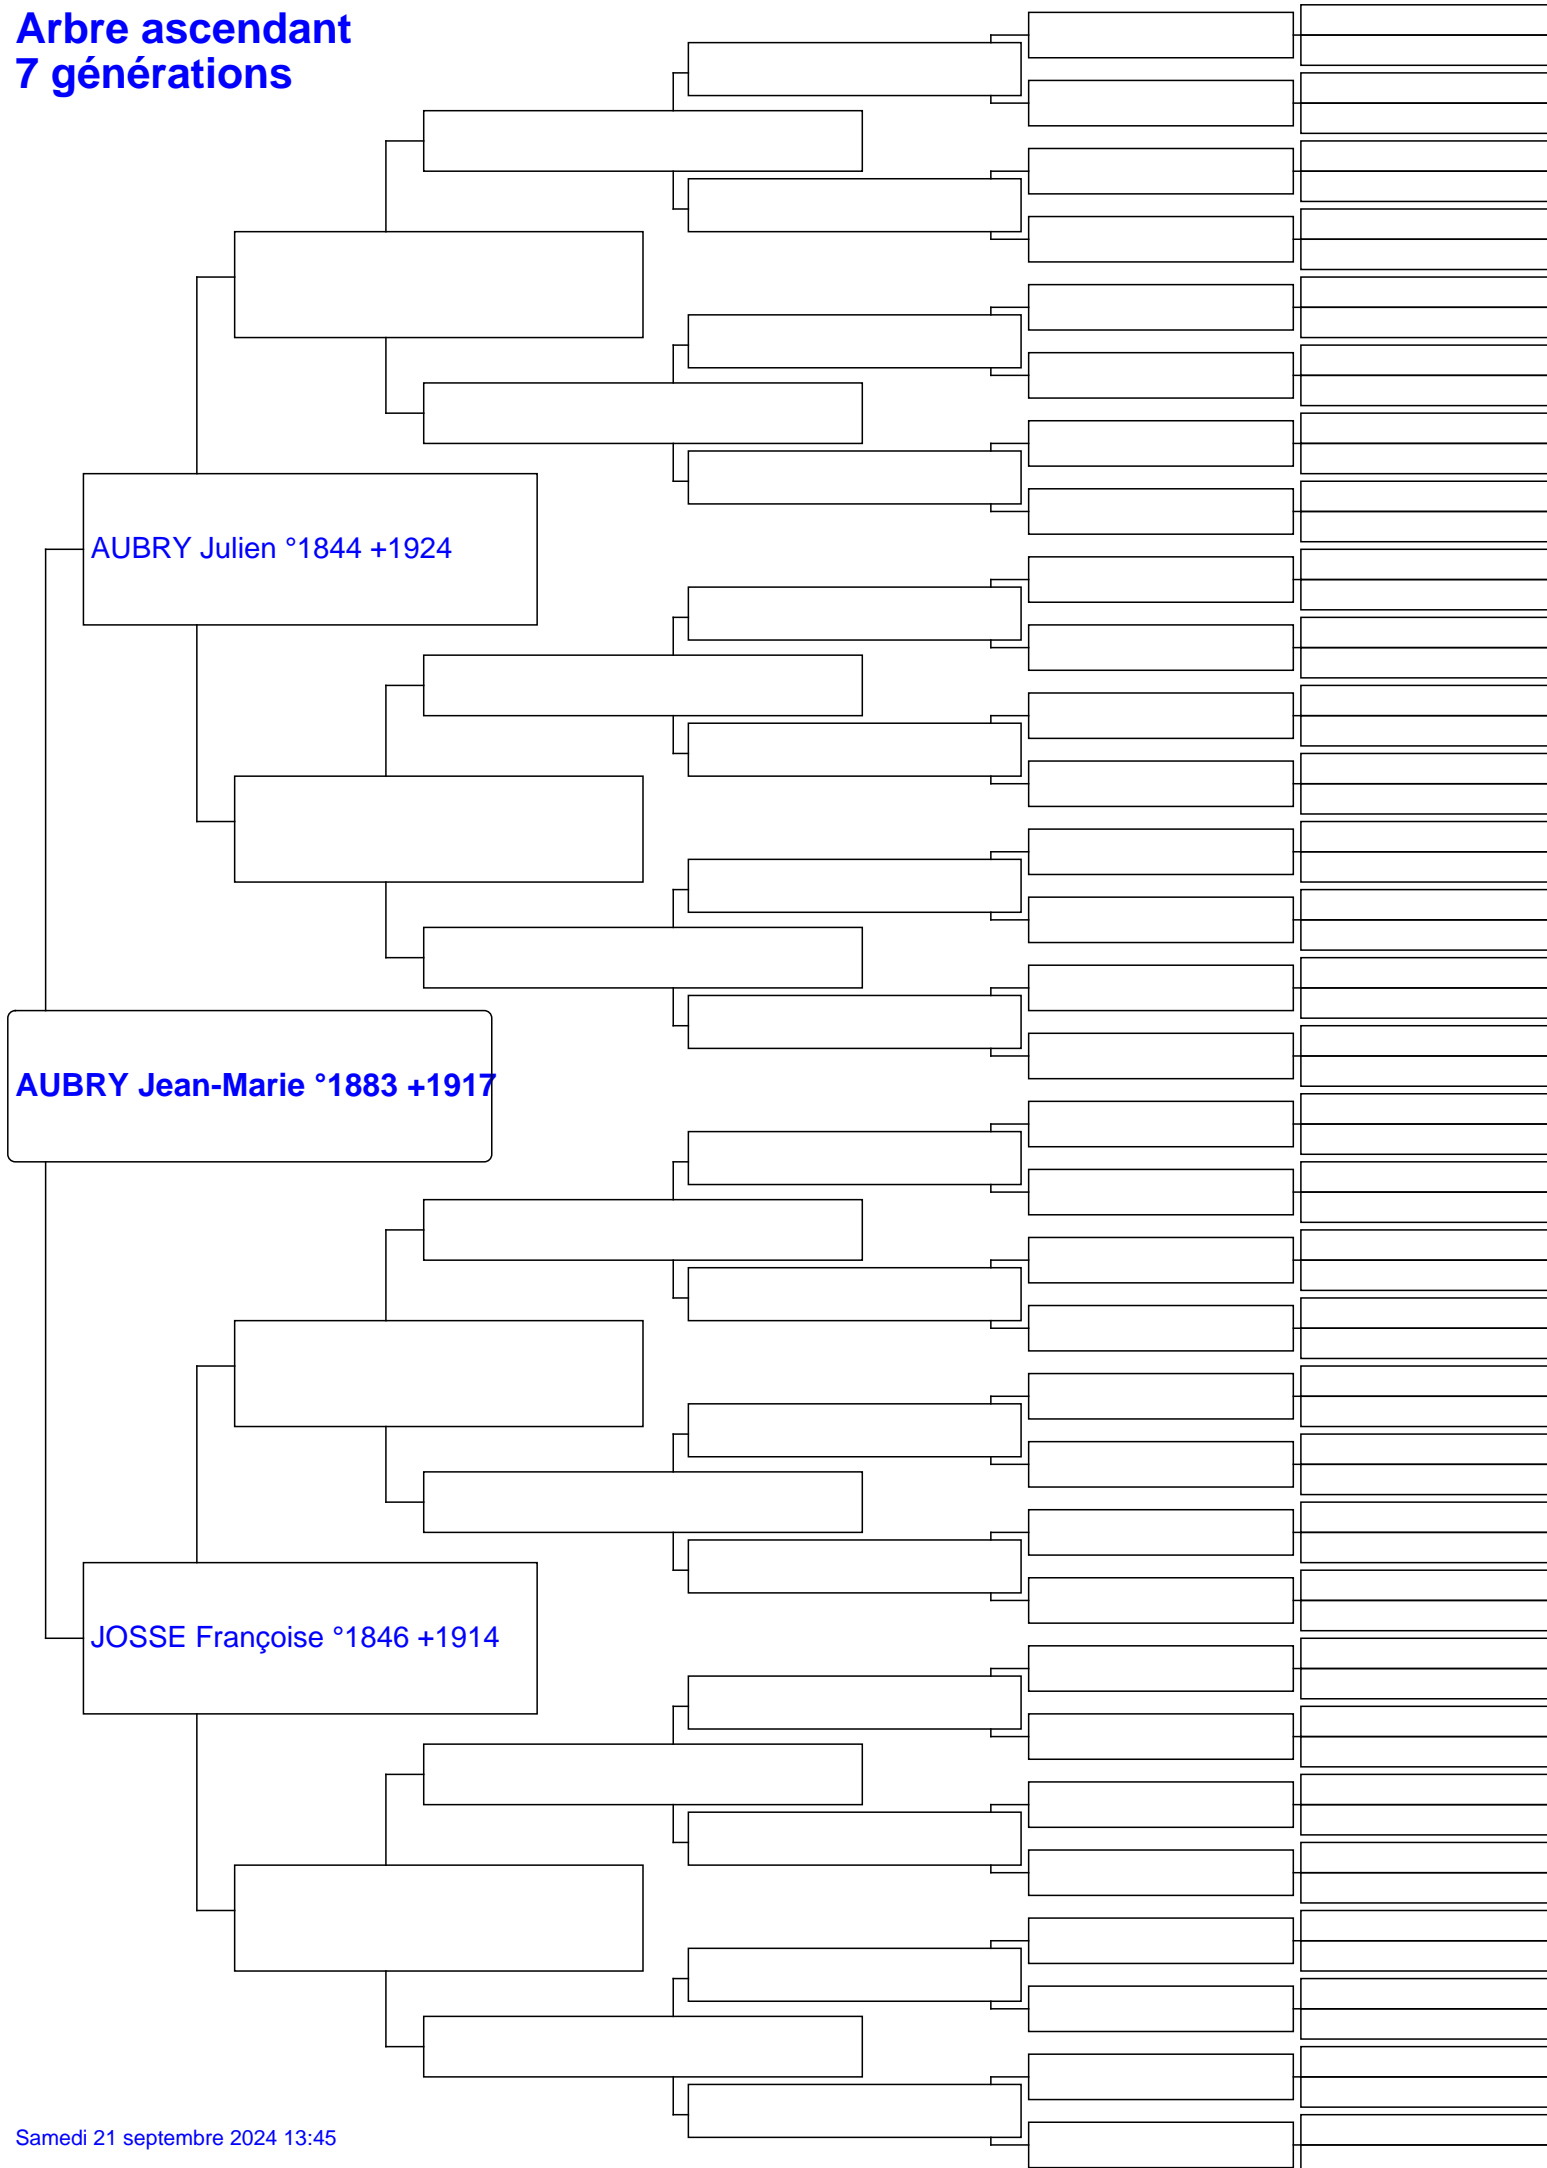 Arbre ascendant
7 générations
AUBRY Julien °1844 +1924
AUBRY Jean-Marie °1883 +1917
JOSSE Françoise °1846 +1914
Samedi 21 septembre 2024 13:45